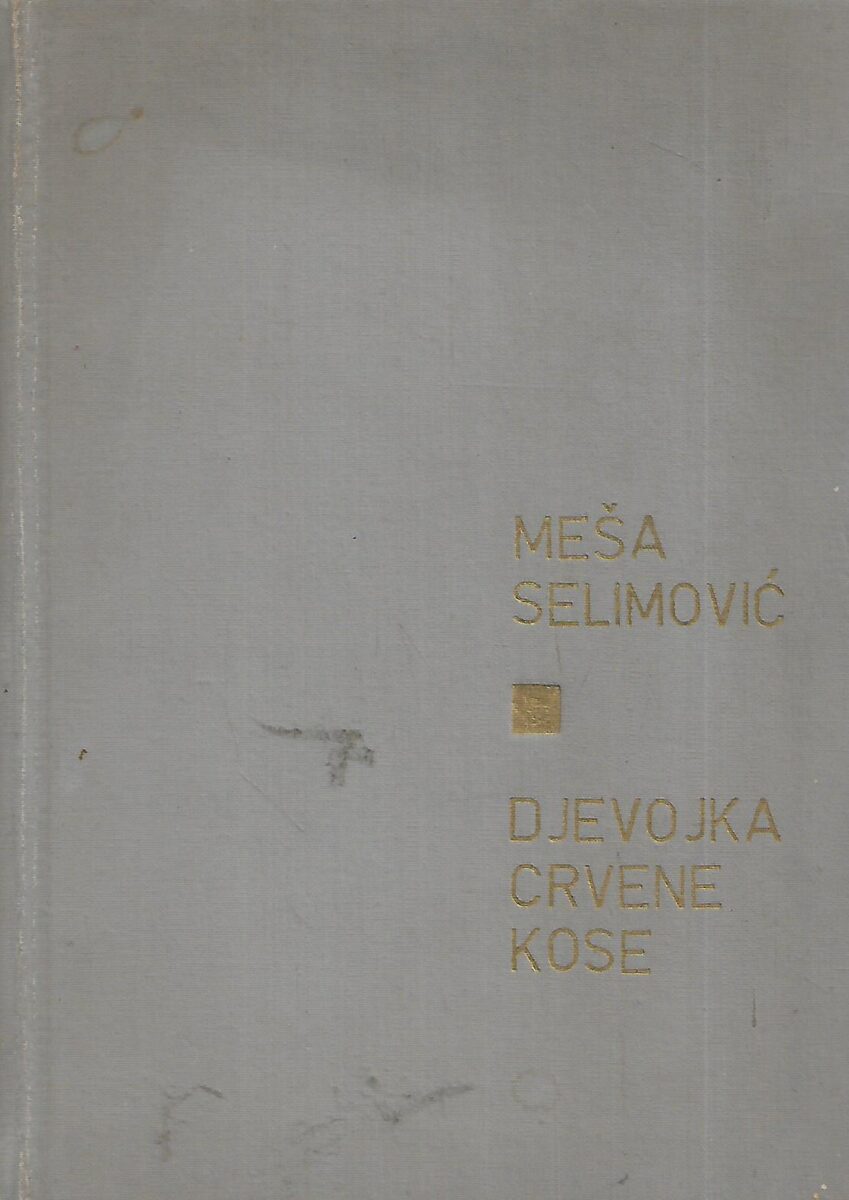 MEŠA
SELIMOVIĆ
DJEVOJKA
CRVENE
KOSE